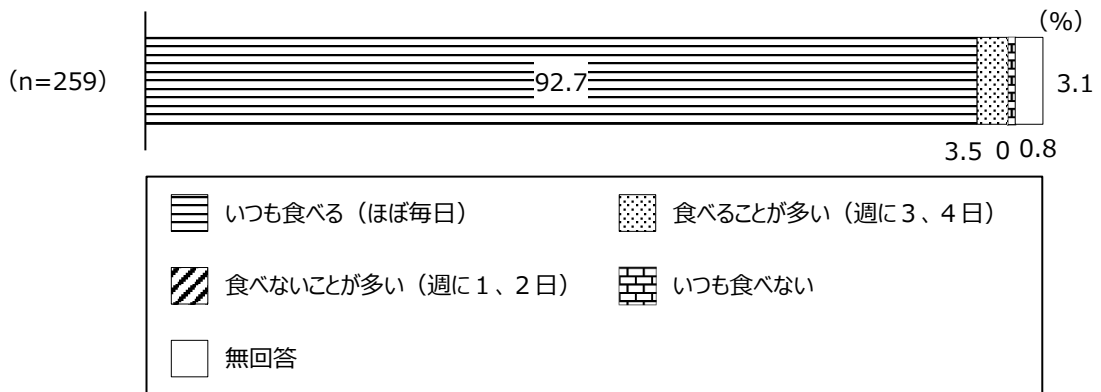 (%)
(n=259)
92.7
3.1
3.5 0 0.8
いつも食べる（ほぼ毎日）
食べることが多い（週に３、４日）
食べないことが多い（週に１、２日）
いつも食べない
無回答